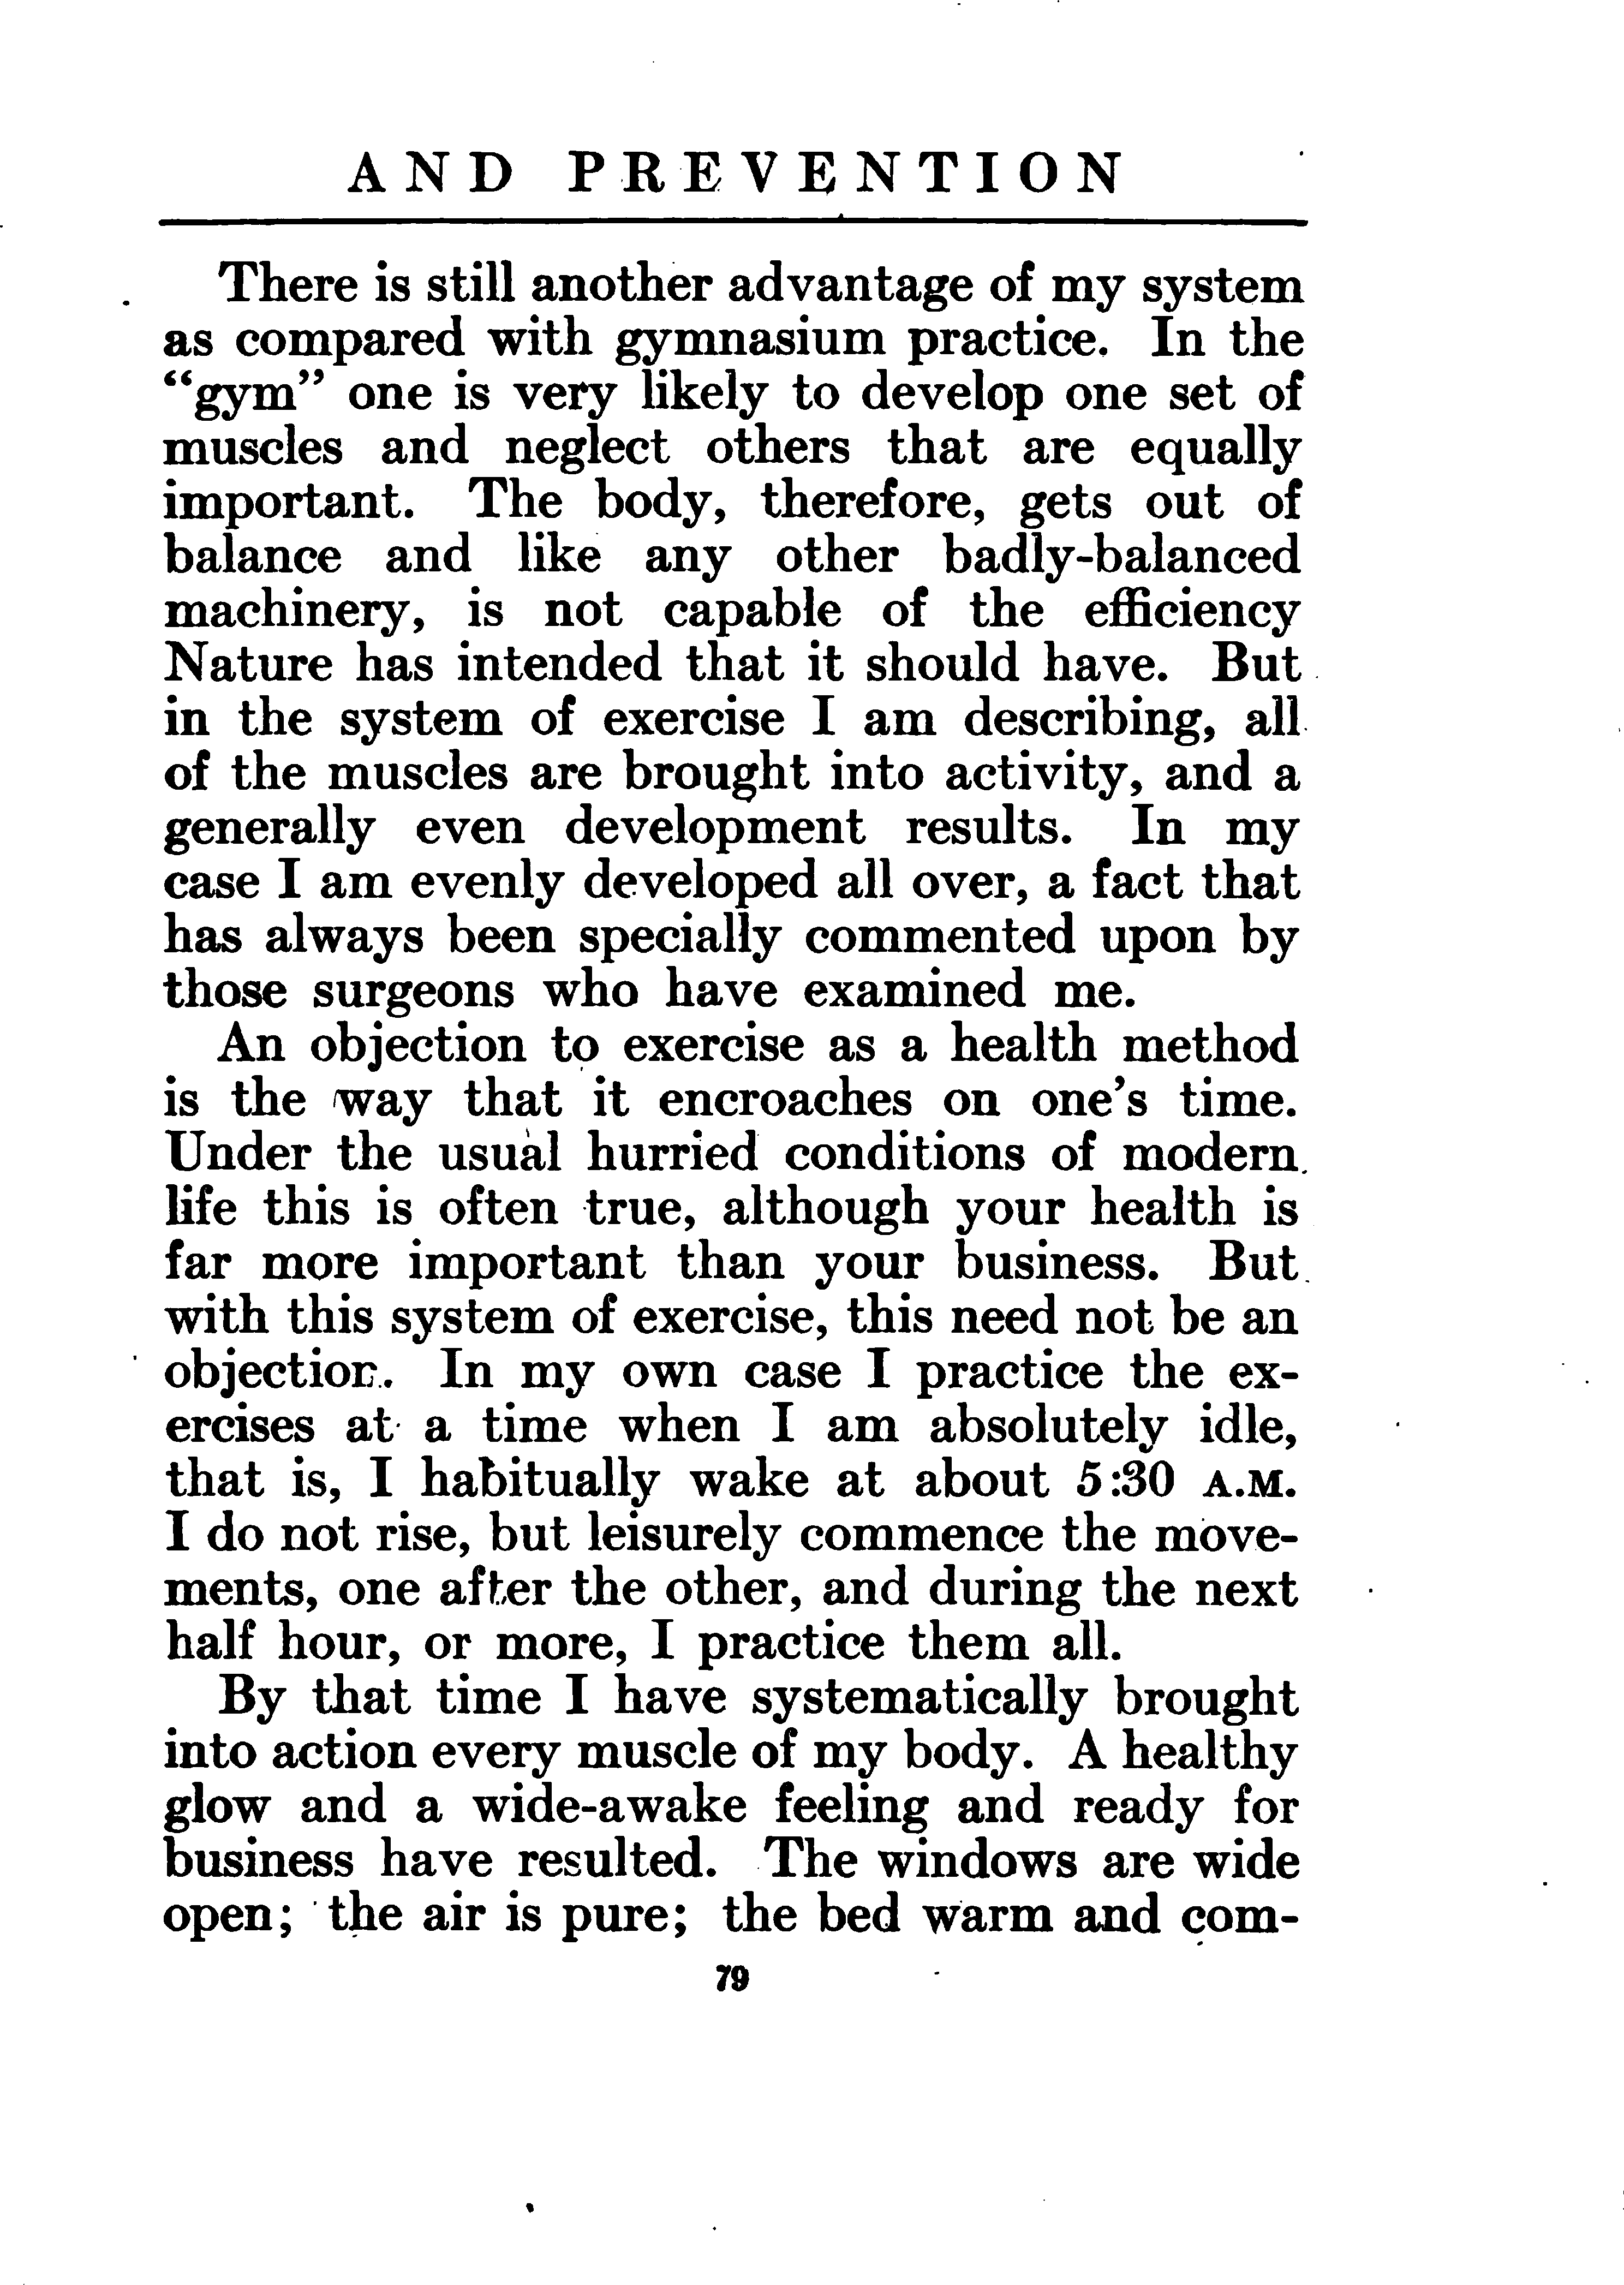 AND PREVENTION
There is still another advantage of my system
as compared with gymnasium practice. In the
“gym” one is very likely to develop one set of
muscles and neglect others that are equally
important. The body, therefore, gets out of
balance and like any other badly-balanced
machinery, is not capable of the efficiency
Nature has intended that it should have. But
in the system of exercise I am describing, all
of the muscles are brought into activity, and a
generally even development results. In my
case I am evenly developed all over, a fact that
has always been specially commented upon by
those surgeons who have examined me.
An objection to exercise as a health method
is the way that it encroaches on one’s time.
Under the usual hurried conditions of modern
life this is often true, although your health is
far more important than your business. But
with this system of exercise, this need not be an
objection. In my own case I practice the ex-
ercises at a time when I am absolutely idle,
that is, I habitually wake at about 5:30 A.M.
I do not rise, but leisurely commence the move-
ments, one after the other, and during the next
half hour, or more, I practice them all.
By that time I have systematically brought
into action every muscle of my body. A healthy
glow and a wide-awake feeling and ready for
business have resulted. The windows are wide
open; the air is pure; the bed warm and com-
79